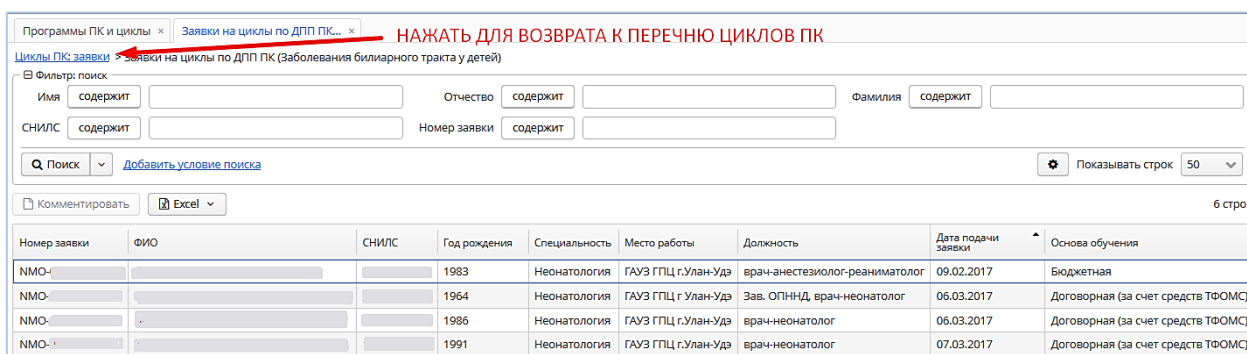 Программы ПК и циклы × Заявки на циклы по ДПП ПК... ×
НАЖАТЬ ДЛЯ ВОЗВРАТА К ПЕРЕЧНЮ ЦИКЛОВ ПК
Циклы ПК: заявки > Заявки на циклы по ДПП ПК (Заболевания билиарного тракта у детей)
Фильтр: поиск
Имя содержит Отчество содержит Фамилия содержит
СНИЛС содержит Номер заявки содержит
Поиск Добавить условие поиска Показывать строк 50
Комментировать Excel 6 стро
Номер заявки ФИО СНИЛС Год рождения Специальность Место работы Должность Дата подачи заявки Основа обучения
NMO- 1983 Неонатология ГАУЗ ГПЦ г.Улан-Удэ врач-анестезиолог-реаниматолог 09.02.2017 Бюджетная
NMO- 1964 Неонатология ГАУЗ ГПЦ г Улан-Удэ Зав. ОПННД, врач-неонатолог 06.03.2017 Договорная (за счет средств ТФОМС)
NMO- 1986 Неонатология ГАУЗ ГПЦ г.Улан-Удэ врач-неонатолог 06.03.2017 Договорная (за счет средств ТФОМС)
NMO- 1991 Неонатология ГАУЗ ГПЦ г.Улан-Удэ врач-неонатолог 07.03.2017 Договорная (за счет средств ТФОМС)